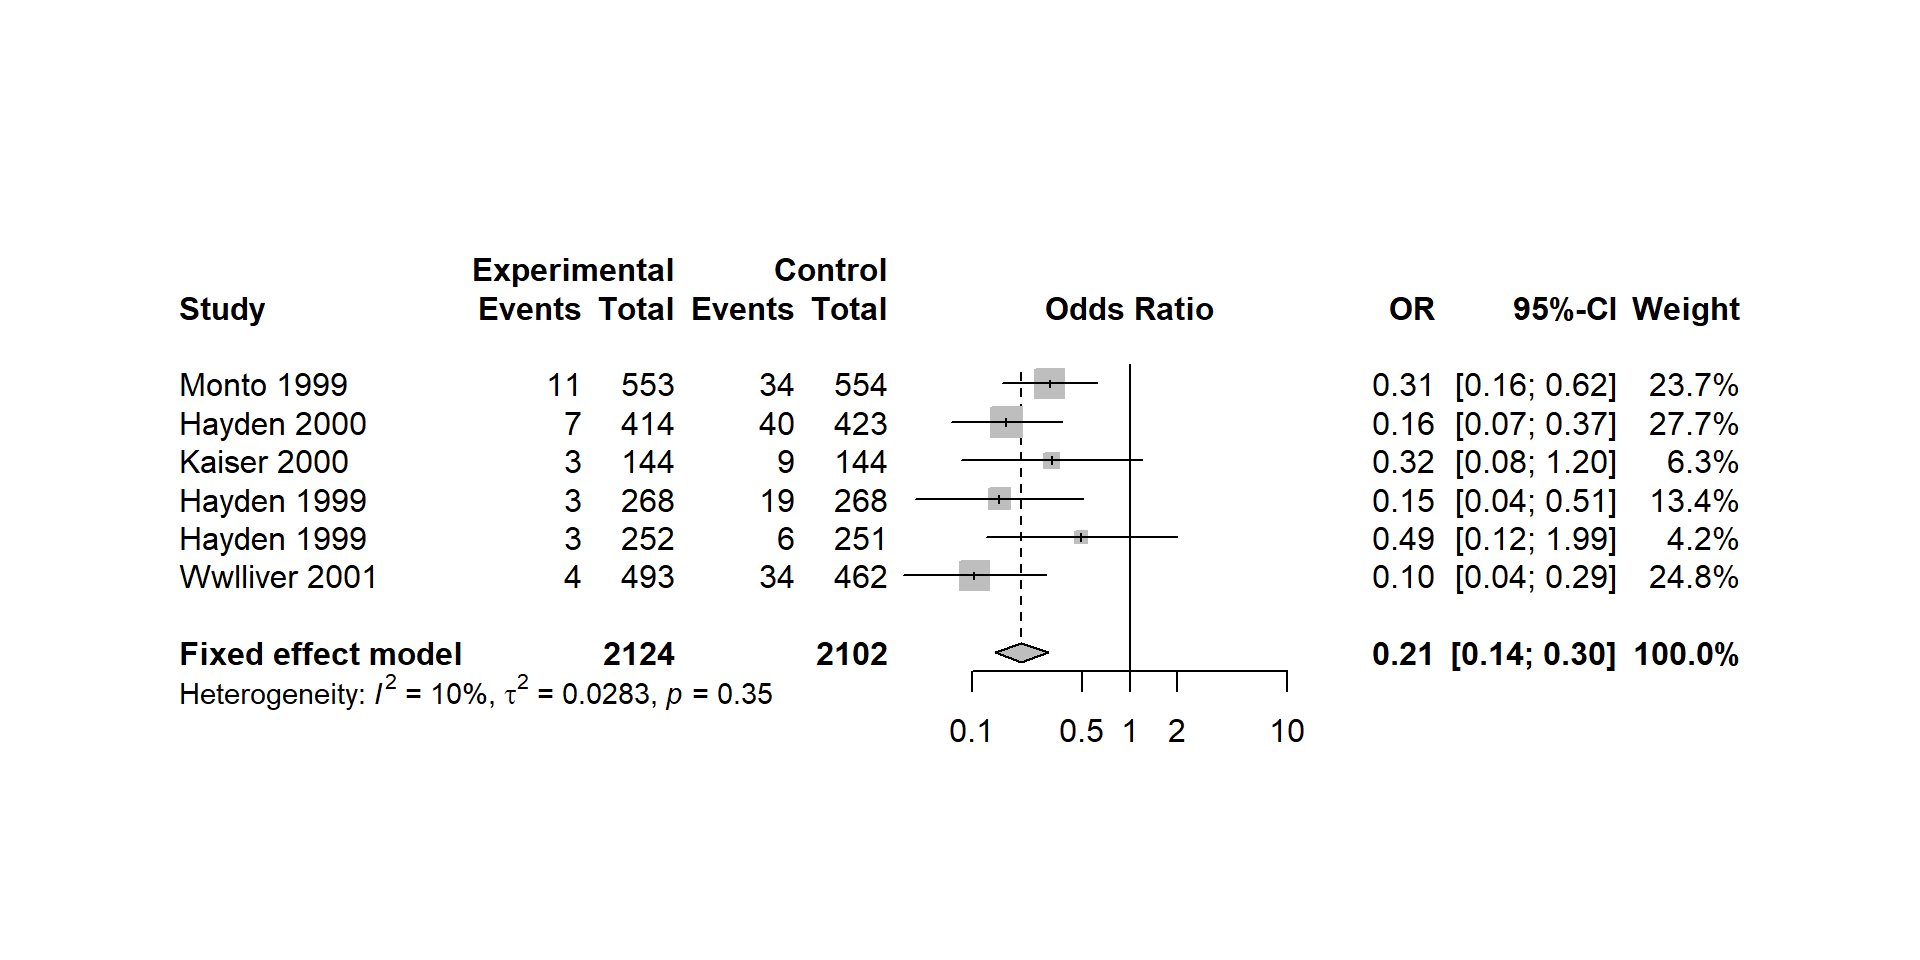 Experimental Control
Study Events Total Events Total Odds Ratio OR 95%-CI Weight
Monto 1999 11 553 34 554 0.31 [0.16; 0.62] 23.7%
Hayden 2000 7 414 40 423 0.16 [0.07; 0.37] 27.7%
Kaiser 2000 3 144 9 144 0.32 [0.08; 1.20] 6.3%
Hayden 1999 3 268 19 268 0.15 [0.04; 0.51] 13.4%
Hayden 1999 3 252 6 251 0.49 [0.12; 1.99] 4.2%
Wwlliver 2001 4 493 34 462 0.10 [0.04; 0.29] 24.8%
Fixed effect model 2124 2102 0.21 [0.14; 0.30] 100.0%
Heterogeneity: I² = 10%, τ² = 0.0283, p = 0.35
0.1 0.5 1 2 10